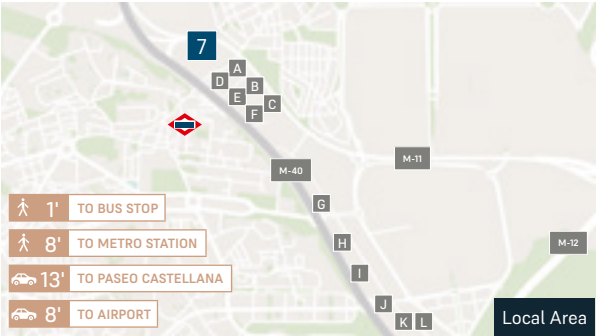 7
A
D
B
E
C
F
M-11
M-40
G
1' TO BUS STOP
H
8' TO METRO STATION
M-12
I
13' TO PASEO CASTELLANA
J
8' TO AIRPORT
K L
Local Area